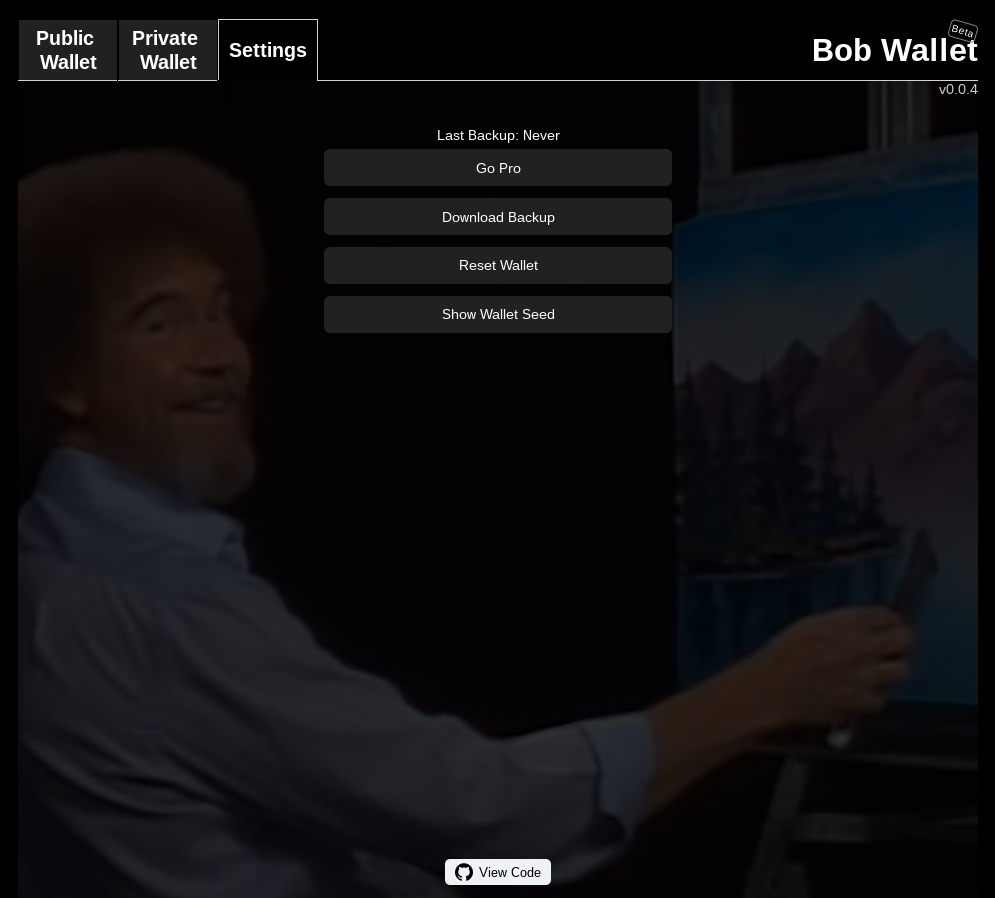 Public
Wallet
Private
Wallet
Settings
Beta
Bob Wallet
v0.0.4
Last Backup: Never
Go Pro
Download Backup
Reset Wallet
Show Wallet Seed
View Code